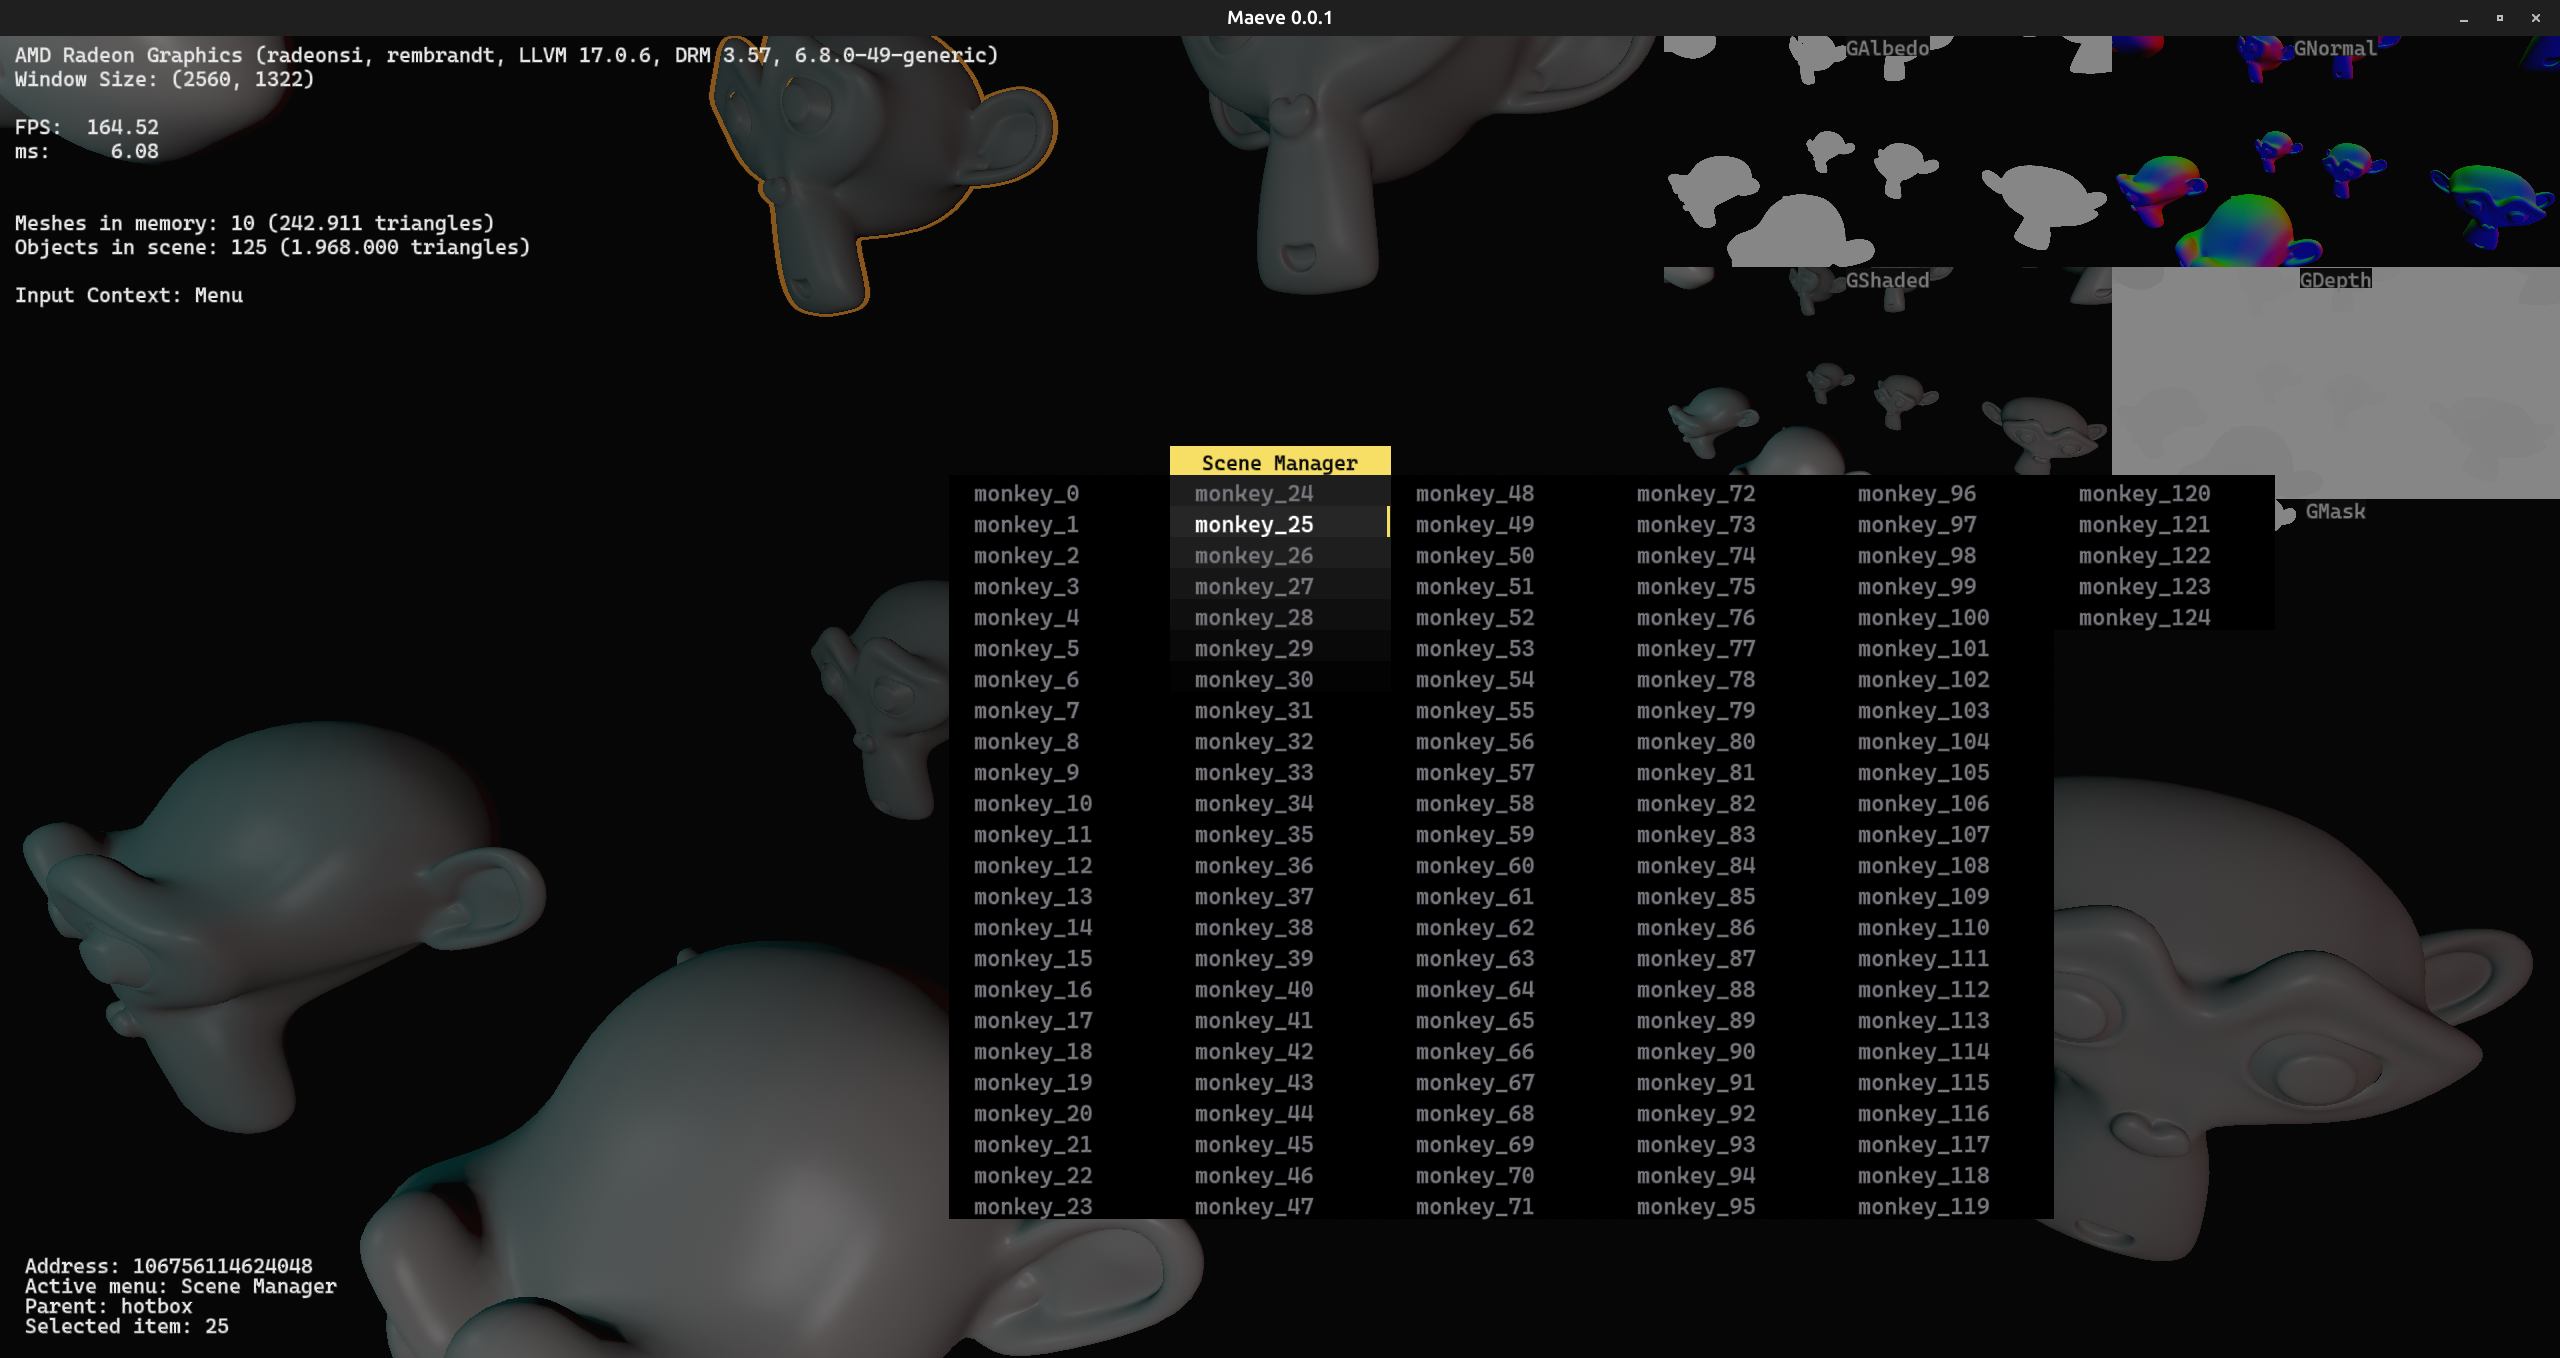 Maeve 0.0.1
AMD Radeon Graphics (radeonsi, rembrandt, LLVM 17.0.6, DRM 3.57, 6.8.0-49-generic)
Window Size: (2560, 1322)
FPS: 164.52
ms: 6.08
Meshes in memory: 10 (242.911 triangles)
Objects in scene: 125 (1.968.000 triangles)
Input Context: Menu
GAlbedo
GNormal
GShaded
GDepth
GMask
Scene Manager
monkey_0
monkey_1
monkey_2
monkey_3
monkey_4
monkey_5
monkey_6
monkey_7
monkey_8
monkey_9
monkey_10
monkey_11
monkey_12
monkey_13
monkey_14
monkey_15
monkey_16
monkey_17
monkey_18
monkey_19
monkey_20
monkey_21
monkey_22
monkey_23
monkey_24
monkey_25
monkey_26
monkey_27
monkey_28
monkey_29
monkey_30
monkey_31
monkey_32
monkey_33
monkey_34
monkey_35
monkey_36
monkey_37
monkey_38
monkey_39
monkey_40
monkey_41
monkey_42
monkey_43
monkey_44
monkey_45
monkey_46
monkey_47
monkey_48
monkey_49
monkey_50
monkey_51
monkey_52
monkey_53
monkey_54
monkey_55
monkey_56
monkey_57
monkey_58
monkey_59
monkey_60
monkey_61
monkey_62
monkey_63
monkey_64
monkey_65
monkey_66
monkey_67
monkey_68
monkey_69
monkey_70
monkey_71
monkey_72
monkey_73
monkey_74
monkey_75
monkey_76
monkey_77
monkey_78
monkey_79
monkey_80
monkey_81
monkey_82
monkey_83
monkey_84
monkey_85
monkey_86
monkey_87
monkey_88
monkey_89
monkey_90
monkey_91
monkey_92
monkey_93
monkey_94
monkey_95
monkey_96
monkey_97
monkey_98
monkey_99
monkey_100
monkey_101
monkey_102
monkey_103
monkey_104
monkey_105
monkey_106
monkey_107
monkey_108
monkey_109
monkey_110
monkey_111
monkey_112
monkey_113
monkey_114
monkey_115
monkey_116
monkey_117
monkey_118
monkey_119
monkey_120
monkey_121
monkey_122
monkey_123
monkey_124
Address: 106756114624048
Active menu: Scene Manager
Parent: hotbox
Selected item: 25